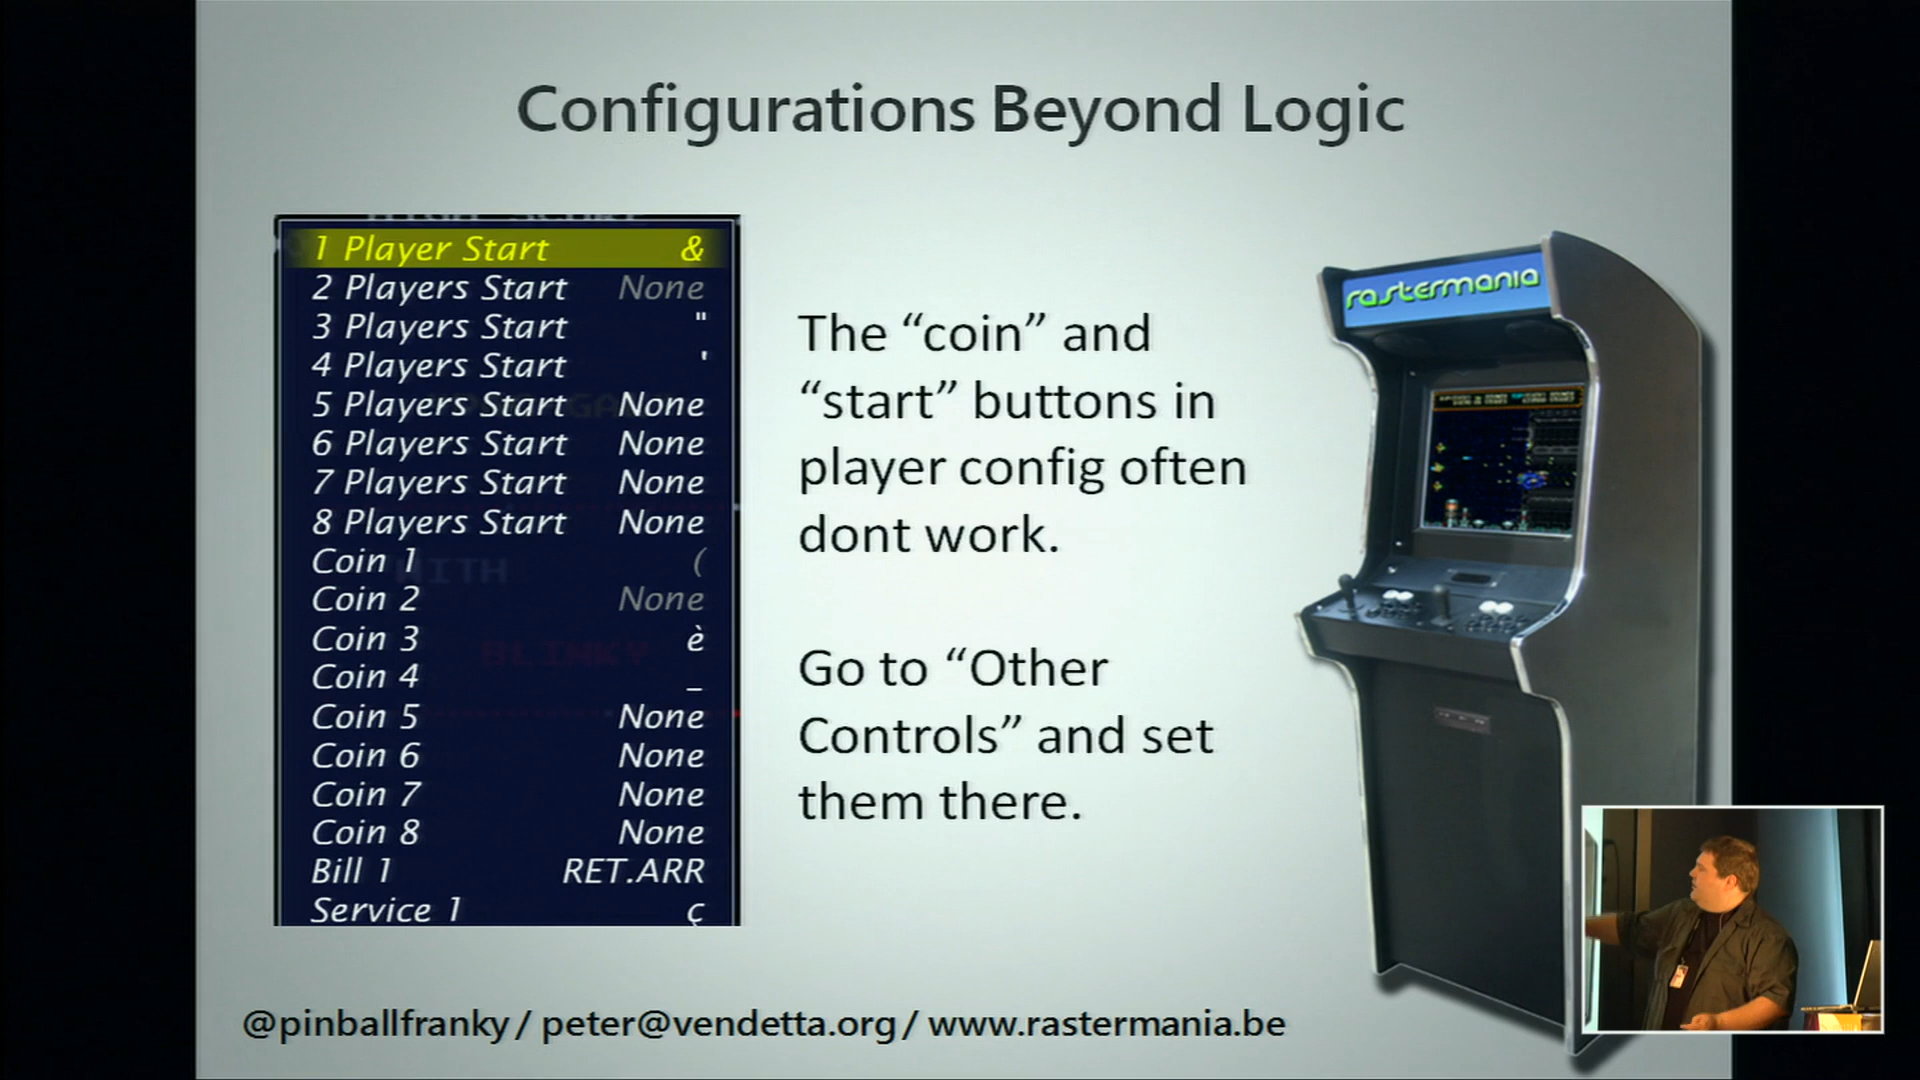 Configurations Beyond Logic
1 Player Start &
2 Players Start None
3 Players Start "
4 Players Start '
5 Players Start None
6 Players Start None
7 Players Start None
8 Players Start None
Coin 1 (
Coin 2 None
Coin 3 è
Coin 4 _
Coin 5 None
Coin 6 None
Coin 7 None
Coin 8 None
Bill 1 RET.ARR
Service 1 ç
WITH
BLINKY
The “coin” and
“start” buttons in
player config often
dont work.
Go to “Other
Controls” and set
them there.
rastermania
@pinballfranky / peter@vendetta.org / www.rastermania.be